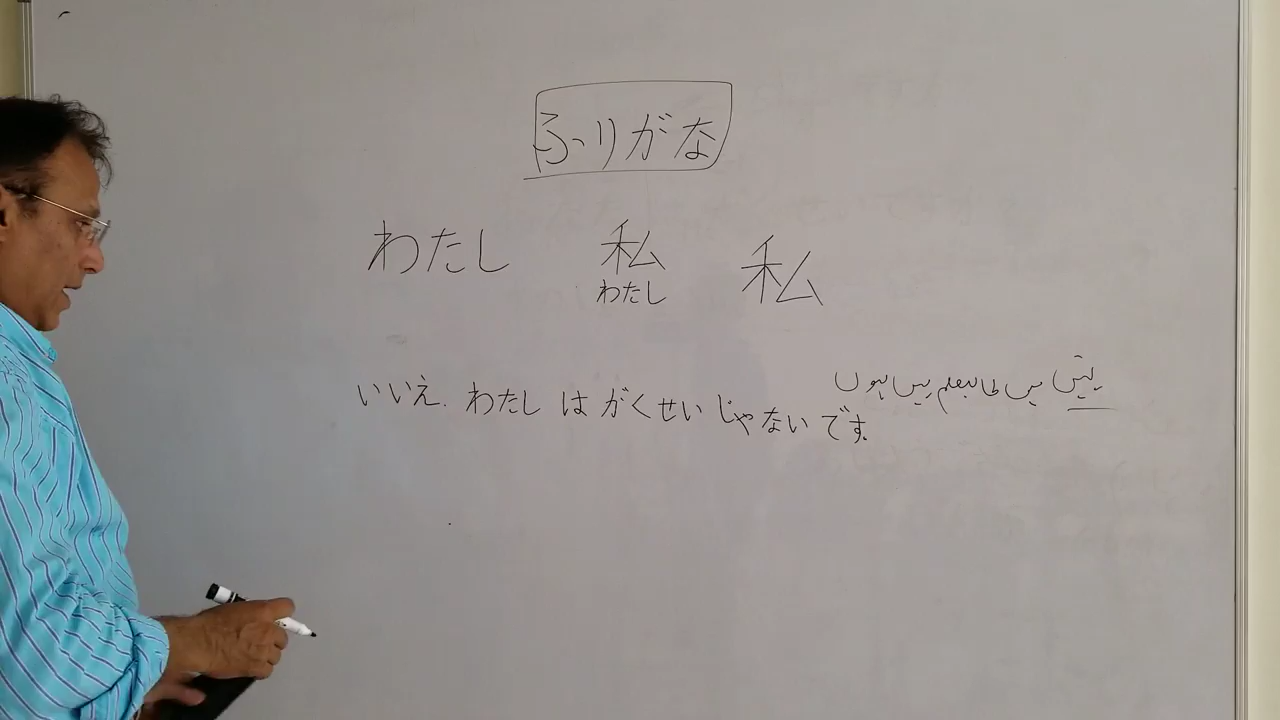 ふりがな
わたし 私 私
わたし
いいえ. わたし は がくせい じゃない です.
نہیں میں طالبعلم نہیں ہوں